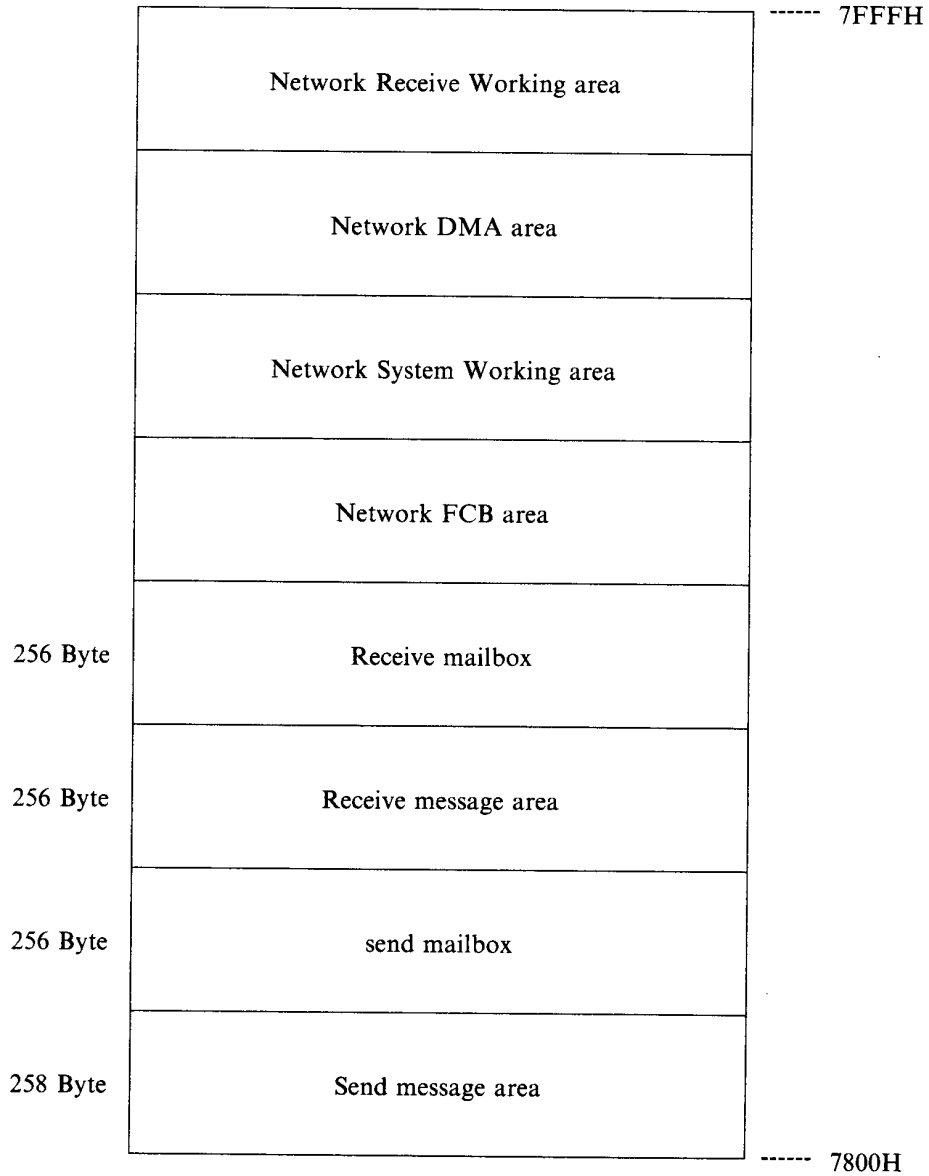 ------ 7FFFH
Network Receive Working area
Network DMA area
Network System Working area
Network FCB area
256 Byte Receive mailbox
256 Byte Receive message area
256 Byte send mailbox
258 Byte Send message area
------ 7800H